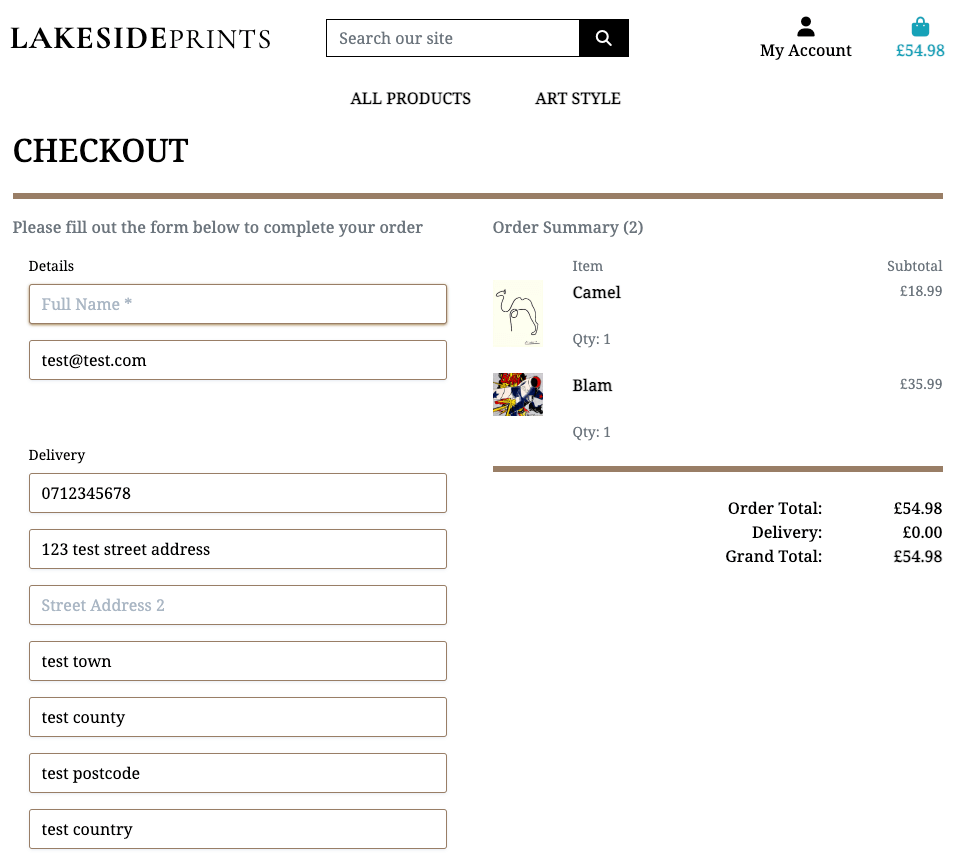 LAKESIDEPRINTS
Search our site
My Account
£54.98
ALL PRODUCTS
ART STYLE
CHECKOUT
Please fill out the form below to complete your order
Details
Full Name *
test@test.com
Delivery
0712345678
123 test street address
Street Address 2
test town
test county
test postcode
test country
Order Summary (2)
Item Subtotal
Camel £18.99
Qty: 1
Blam £35.99
Qty: 1
Order Total: £54.98
Delivery: £0.00
Grand Total: £54.98